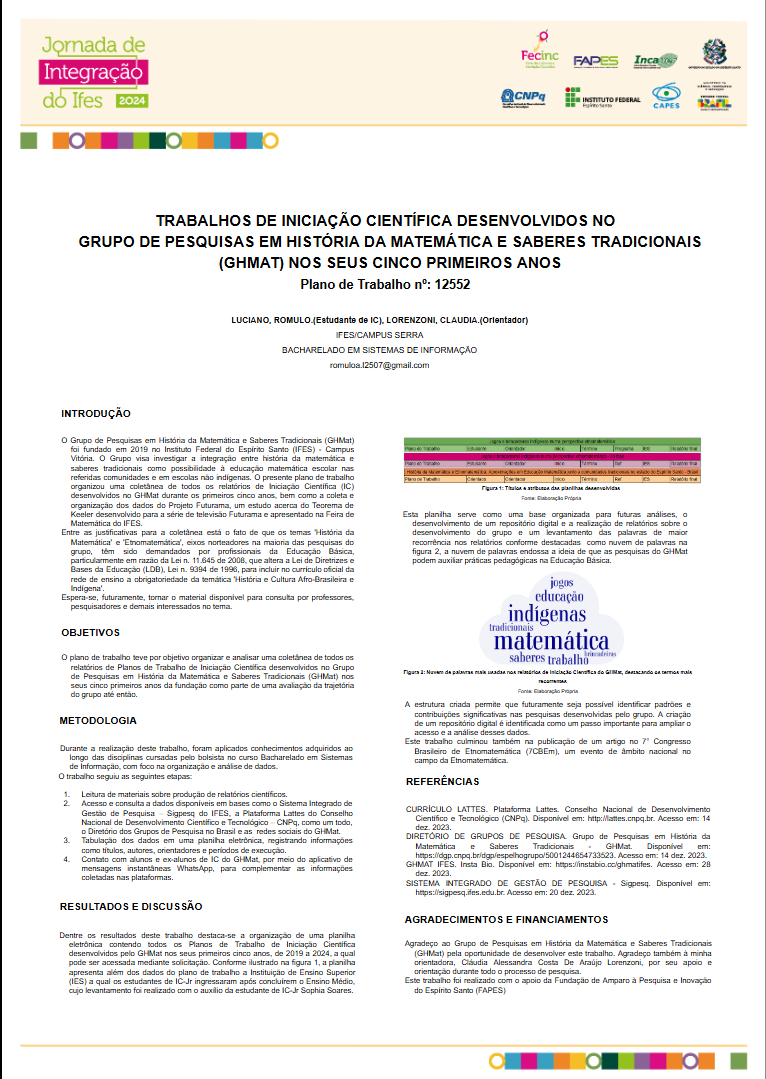 Jornada de
Integração
do Ifes 2024
Fecinc
FAPES
Incaper
CNPq
INSTITUTO FEDERAL
Espírito Santo
CAPES
TRABALHOS DE INICIAÇÃO CIENTÍFICA DESENVOLVIDOS NO
GRUPO DE PESQUISAS EM HISTÓRIA DA MATEMÁTICA E SABERES TRADICIONAIS
(GHMAT) NOS SEUS CINCO PRIMEIROS ANOS
Plano de Trabalho nº: 12552
LUCIANO, ROMULO.(Estudante de IC), LORENZONI, CLAUDIA.(Orientador)
IFES/CAMPUS SERRA
BACHARELADO EM SISTEMAS DE INFORMAÇÃO
romuloa.l2507@gmail.com
INTRODUÇÃO
O Grupo de Pesquisas em História da Matemática e Saberes Tradicionais (GHMat)
foi fundado em 2019 no Instituto Federal do Espírito Santo (IFES) - Campus
Vitória. O Grupo visa investigar a integração entre história da matemática e
saberes tradicionais como possibilidade à educação matemática escolar nas
referidas comunidades e em escolas não indígenas. O presente plano de trabalho
organizou uma coletânea de todos os relatórios de Iniciação Científica (IC)
desenvolvidos no GHMAT durante os primeiros cinco anos, bem como a coleta e
organização dos dados do Projeto Futurama, um estudo acerca do Teorema de
Keeler desenvolvido para a série de televisão Futurama e apresentado na Feira de
Matemática do IFES.
Entre as justificativas para a coletânea está o fato de que os temas 'História da
Matemática' e 'Etnomatemática', eixos norteadores na maioria das pesquisas do
grupo, têm sido demandados por profissionais da Educação Básica,
particularmente em razão da Lei n. 11.645 de 2008, que altera a Lei de Diretrizes e
Bases da Educação (LDB), Lei n. 9394 de 1996, para incluir no currículo oficial da
rede de ensino a obrigatoriedade da temática 'História e Cultura Afro-Brasileira e
Indígena'.
Espera-se, futuramente, tornar o material disponível para consulta por professores,
pesquisadores e demais interessados no tema.
OBJETIVOS
O plano de trabalho teve por objetivo organizar e analisar uma coletânea de todos os
relatórios de Planos de Trabalho de Iniciação Científica desenvolvidos no Grupo
de Pesquisas em História da Matemática e Saberes Tradicionais (GHMat) nos
seus cinco primeiros anos da fundação como parte de uma avaliação da trajetória
do grupo até então.
METODOLOGIA
Durante a realização deste trabalho, foram aplicados conhecimentos adquiridos ao
longo das disciplinas cursadas pelo bolsista no curso Bacharelado em Sistemas
de Informação, com foco na organização e análise de dados.
O trabalho seguiu as seguintes etapas:
1. Leitura de materiais sobre produção de relatórios científicos.
2. Acesso e consulta a dados disponíveis em bases como o Sistema Integrado de
Gestão de Pesquisa – Sigpesq do IFES, a Plataforma Lattes do Conselho
Nacional de Desenvolvimento Científico e Tecnológico – CNPq, como um todo,
o Diretório dos Grupos de Pesquisa no Brasil e as redes sociais do GHMat.
3. Tabulação dos dados em uma planilha eletrônica, registrando informações
como títulos, autores, orientadores e períodos de execução.
4. Contato com alunos e ex-alunos de IC do GHMat, por meio do aplicativo de
mensagens instantâneas WhatsApp, para complementar as informações
coletadas nas plataformas.
RESULTADOS E DISCUSSÃO
Dentre os resultados deste trabalho destaca-se a organização de uma planilha
eletrônica contendo todos os Planos de Trabalho de Iniciação Científica
desenvolvidos pelo GHMat nos seus primeiros cinco anos, de 2019 a 2024, a qual
pode ser acessada mediante solicitação. Conforme ilustrado na figura 1, a planilha
apresenta além dos dados do plano de trabalho a Instituição de Ensino Superior
(IES) a qual os estudantes de IC-Jr ingressaram após concluírem o Ensino Médio,
cujo levantamento foi realizado com o auxílio da estudante de IC-Jr Sophia Soares.
Plano de Trabalho Estudante Orientador Início Término Programa IES Relatório final
Plano de Trabalho Estudante Orientador Início Término Ref IES Relatório final
Plano de Trabalho Orientado Orientador Início Término Ref IES Relatório final
Figura 1: Títulos e atributos das planilhas desenvolvidas
Fonte: Elaboração Própria
Esta planilha serve como uma base organizada para futuras análises, o
desenvolvimento de um repositório digital e a realização de relatórios sobre o
desenvolvimento do grupo e um levantamento das palavras de maior
recorrência nos relatórios conforme destacadas como nuvem de palavras na
figura 2, a nuvem de palavras endossa a ideia de que as pesquisas do GHMat
podem auxiliar práticas pedagógicas na Educação Básica.
jogos
educação
indígenas
tradicionais
matemática
brincadeiras
saberes trabalho
Figura 2: Nuvem de palavras mais usadas nos relatórios de Iniciação Científica do GHMat, destacando os termos mais
recorrentes.
Fonte: Elaboração Própria
A estrutura criada permite que futuramente seja possível identificar padrões e
contribuições significativas nas pesquisas desenvolvidas pelo grupo. A criação
de um repositório digital é identificada como um passo importante para ampliar o
acesso e a análise desses dados.
Este trabalho culminou também na publicação de um artigo no 7° Congresso
Brasileiro de Etnomatemática (7CBEm), um evento de âmbito nacional no
campo da Etnomatemática.
REFERÊNCIAS
CURRÍCULO LATTES. Plataforma Lattes. Conselho Nacional de Desenvolvimento
Científico e Tecnológico (CNPq). Disponível em: http://lattes.cnpq.br. Acesso em: 14
dez. 2023.
DIRETÓRIO DE GRUPOS DE PESQUISA. Grupo de Pesquisas em História da
Matemática e Saberes Tradicionais - GHMat. Disponível em:
https://dgp.cnpq.br/dgp/espelhogrupo/5001244654733523. Acesso em: 14 dez. 2023.
GHMAT IFES. Insta Bio. Disponível em: https://instabio.cc/ghmatifes. Acesso em: 28
dez. 2023.
SISTEMA INTEGRADO DE GESTÃO DE PESQUISA - Sigpesq. Disponível em:
https://sigpesq.ifes.edu.br. Acesso em: 20 dez. 2023.
AGRADECIMENTOS E FINANCIAMENTOS
Agradeço ao Grupo de Pesquisas em História da Matemática e Saberes Tradicionais
(GHMat) pela oportunidade de desenvolver este trabalho. Agradeço também à minha
orientadora, Cláudia Alessandra Costa De Araújo Lorenzoni, por seu apoio e
orientação durante todo o processo de pesquisa.
Este trabalho foi realizado com o apoio da Fundação de Amparo à Pesquisa e Inovação
do Espírito Santo (FAPES)